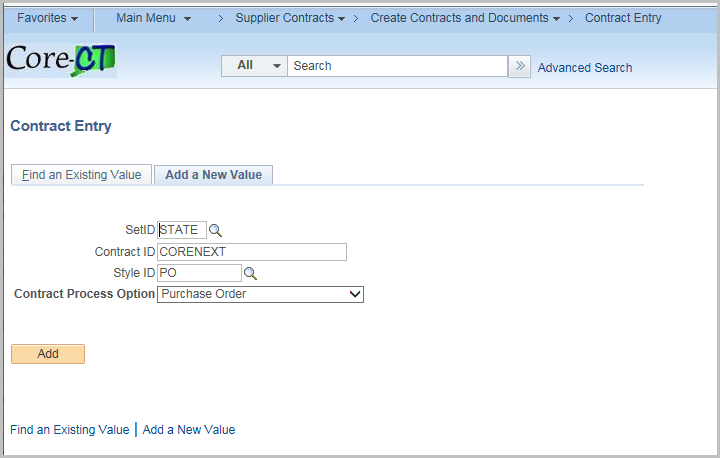 Favorites Main Menu > Supplier Contracts > Create Contracts and Documents > Contract Entry
Core-CT
All Search » Advanced Search
Contract Entry
Find an Existing Value Add a New Value
SetID STATE
Contract ID CORENEXT
Style ID PO
Contract Process Option Purchase Order
Add
Find an Existing Value | Add a New Value